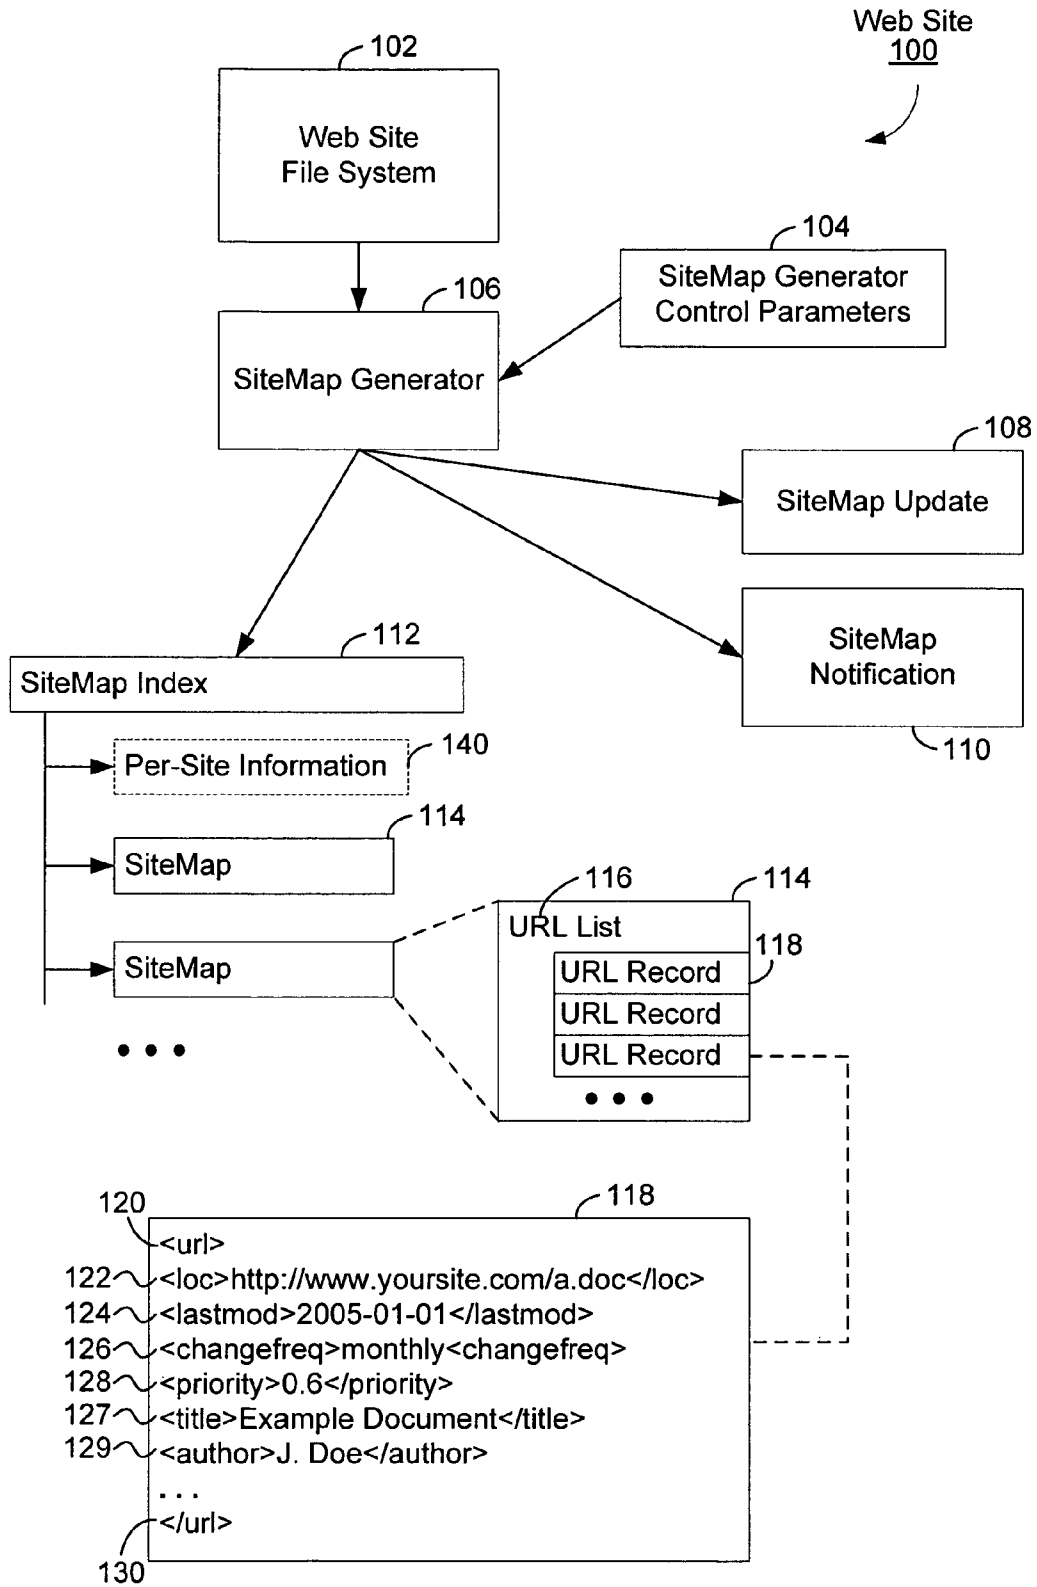 Web Site
100
102
Web Site
File System
104
SiteMap Generator
Control Parameters
106
SiteMap Generator
108
SiteMap Update
SiteMap
Notification
110
112
SiteMap Index
140
Per-Site Information
114
SiteMap
SiteMap
• • •
116
114
URL List
118
URL Record
URL Record
URL Record
• • •
118
120
<url>
122 <loc>http://www.yoursite.com/a.doc</loc>
124 <lastmod>2005-01-01</lastmod>
126 <changefreq>monthly<changefreq>
128 <priority>0.6</priority>
127 <title>Example Document</title>
129 <author>J. Doe</author>
. . .
</url>
130